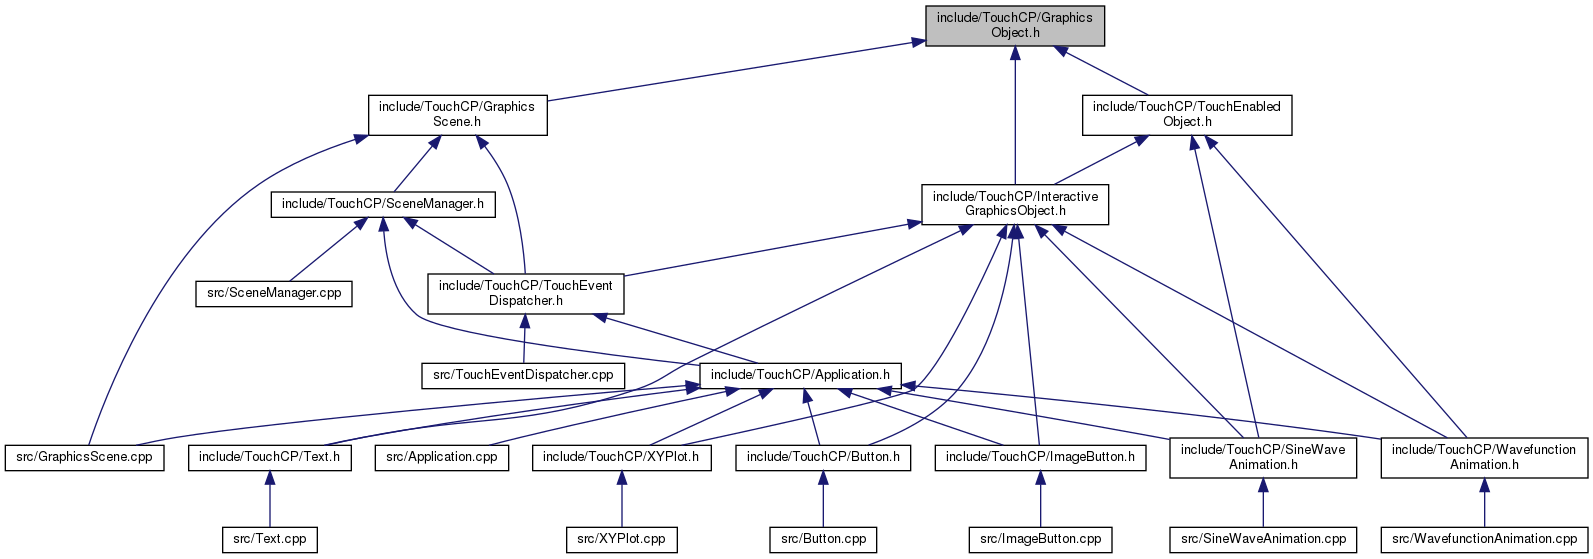 include/TouchCP/Graphics
Object.h
include/TouchCP/Graphics
Scene.h
include/TouchCP/TouchEnabled
Object.h
include/TouchCP/SceneManager.h
include/TouchCP/Interactive
GraphicsObject.h
src/SceneManager.cpp
include/TouchCP/TouchEvent
Dispatcher.h
src/TouchEventDispatcher.cpp
include/TouchCP/Application.h
src/GraphicsScene.cpp
include/TouchCP/Text.h
src/Application.cpp
include/TouchCP/XYPlot.h
include/TouchCP/Button.h
include/TouchCP/ImageButton.h
include/TouchCP/SineWave
Animation.h
include/TouchCP/Wavefunction
Animation.h
src/Text.cpp
src/XYPlot.cpp
src/Button.cpp
src/ImageButton.cpp
src/SineWaveAnimation.cpp
src/WavefunctionAnimation.cpp